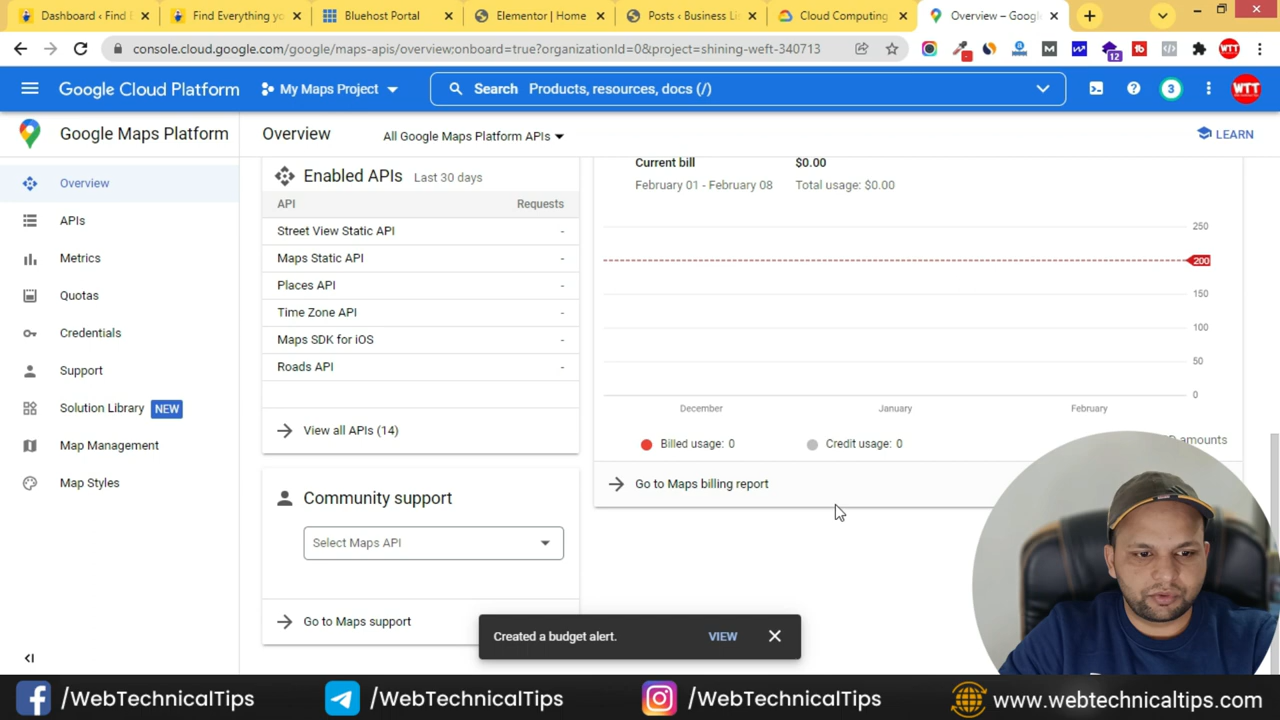 Dashboard ‹ Find E
Find Everything yo
Bluehost Portal
Elementor | Home
Posts ‹ Business Li
Cloud Computing
Overview – Google
console.cloud.google.com/google/maps-apis/overview;onboard=true?organizationId=0&project=shining-weft-340713
12
WTT
Google Cloud Platform
My Maps Project
Search Products, resources, docs (/)
3
WTT
Google Maps Platform
Overview
All Google Maps Platform APIs
LEARN
Overview
APIs
Metrics
Quotas
Credentials
Support
Solution Library NEW
Map Management
Map Styles
Enabled APIs Last 30 days
API Requests
Street View Static API -
Maps Static API -
Places API -
Time Zone API -
Maps SDK for iOS -
Roads API -
View all APIs (14)
Community support
Select Maps API
Go to Maps support
Current bill $0.00
February 01 - February 08 Total usage: $0.00
250
200
150
100
50
0
December January February
Billed usage: 0 Credit usage: 0
amounts
Go to Maps billing report
Created a budget alert. VIEW
/WebTechnicalTips /WebTechnicalTips /WebTechnicalTips www.webtechnicaltips.com